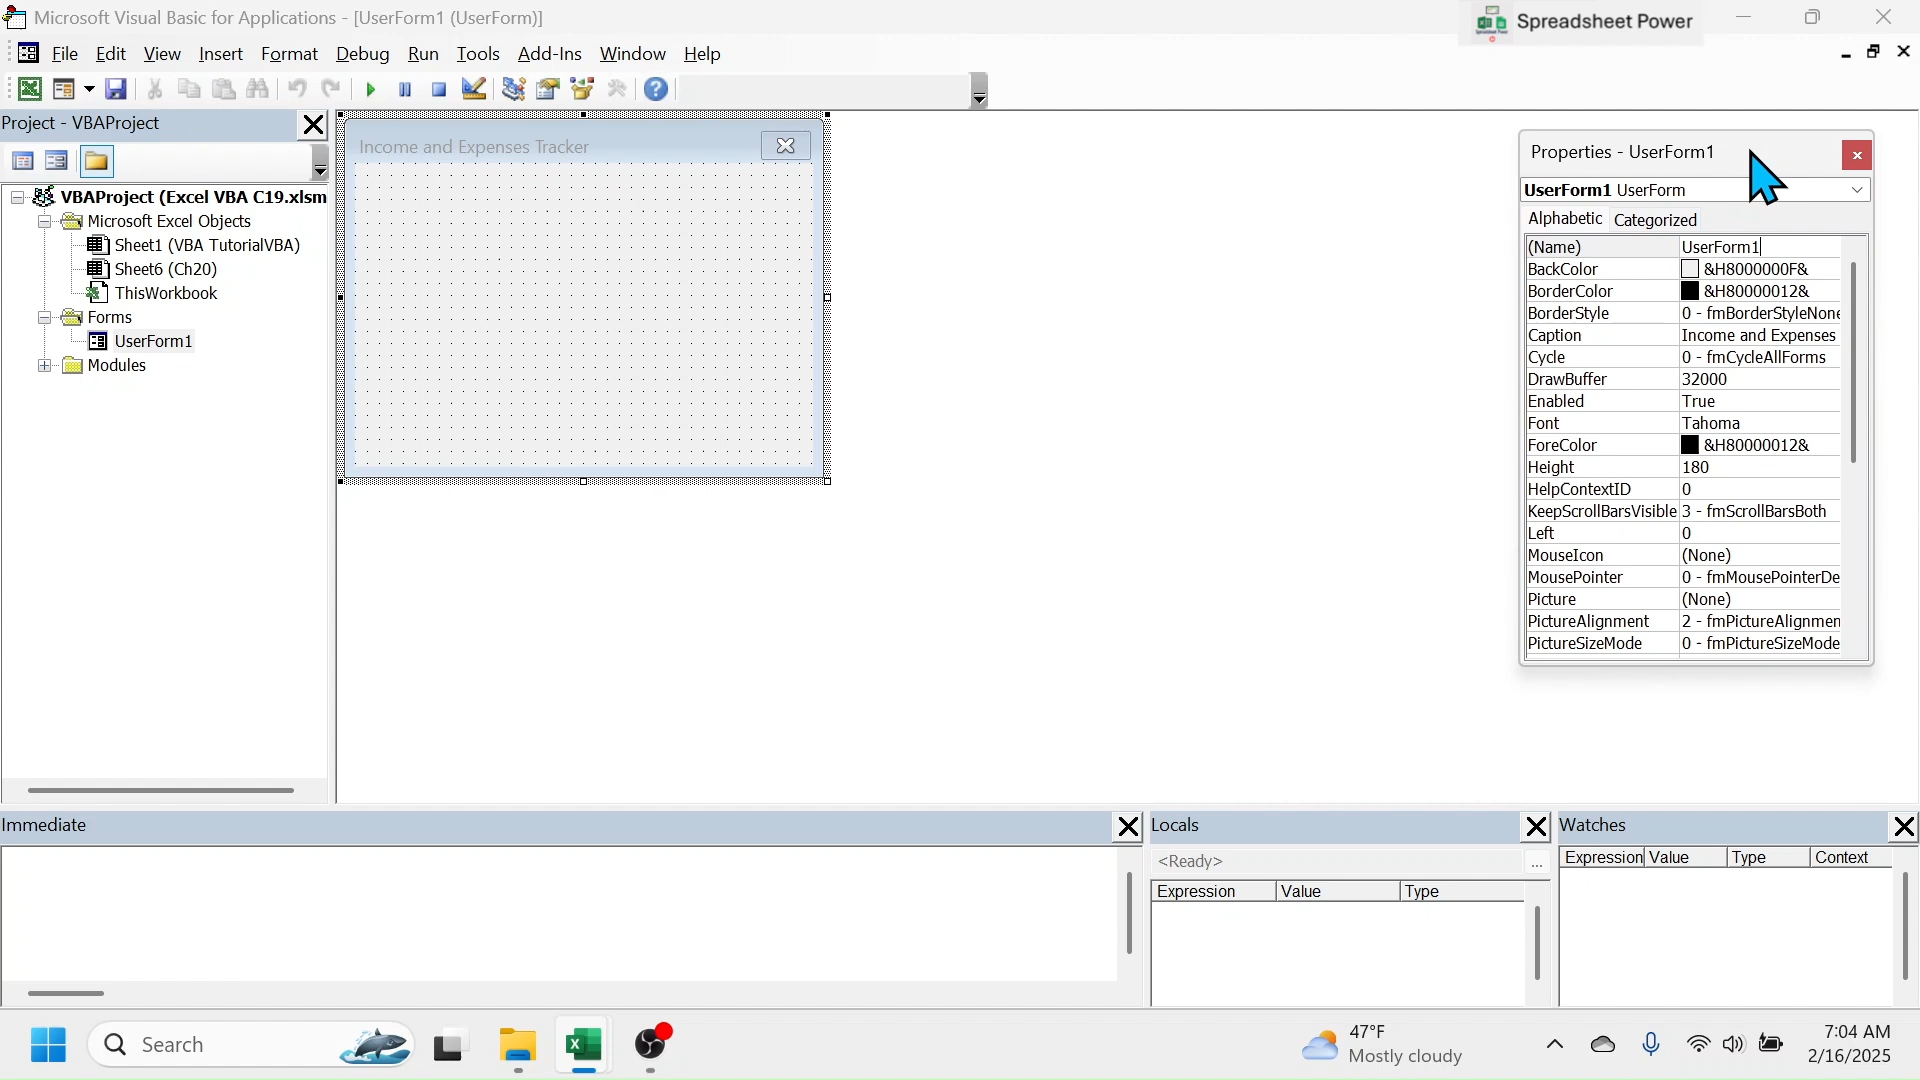 Microsoft Visual Basic for Applications - [UserForm1 (UserForm)]
Spreadsheet Power
File Edit View Insert Format Debug Run Tools Add-Ins Window Help
Project - VBAProject
VBAProject (Excel VBA C19.xlsm
Microsoft Excel Objects
Sheet1 (VBA TutorialVBA)
Sheet6 (Ch20)
ThisWorkbook
Forms
UserForm1
Modules
Income and Expenses Tracker
Properties - UserForm1
UserForm1 UserForm
Alphabetic Categorized
(Name) UserForm1
BackColor &H8000000F&
BorderColor &H80000012&
BorderStyle 0 - fmBorderStyleNone
Caption Income and Expenses
Cycle 0 - fmCycleAllForms
DrawBuffer 32000
Enabled True
Font Tahoma
ForeColor &H80000012&
Height 180
HelpContextID 0
KeepScrollBarsVisible 3 - fmScrollBarsBoth
Left 0
MouseIcon (None)
MousePointer 0 - fmMousePointerDe
Picture (None)
PictureAlignment 2 - fmPictureAlignmen
PictureSizeMode 0 - fmPictureSizeMode
Immediate
Locals
<Ready>
...
Expression Value Type
Watches
Expression Value Type Context
Search
47°F
Mostly cloudy
7:04 AM
2/16/2025